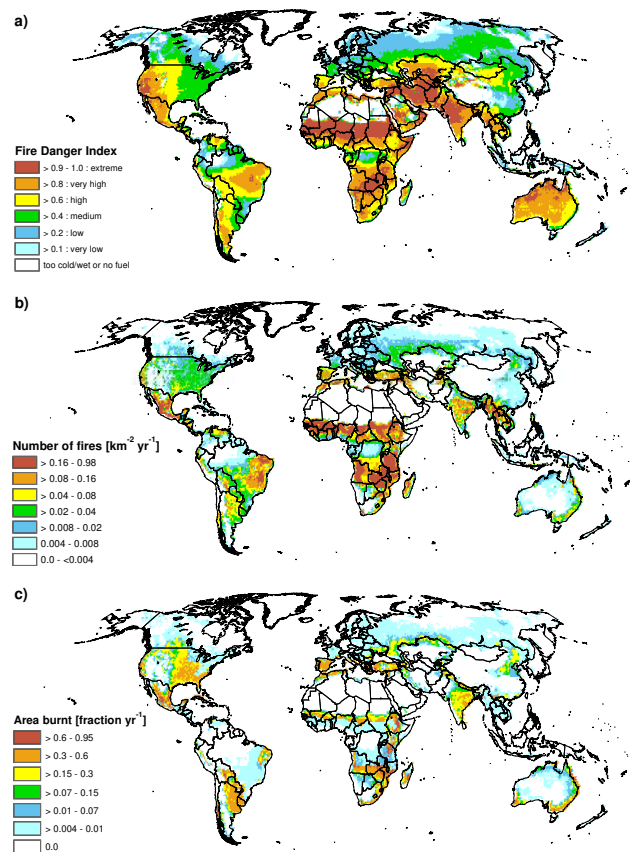 a)
Fire Danger Index
> 0.9 - 1.0 : extreme
> 0.8 : very high
> 0.6 : high
> 0.4 : medium
> 0.2 : low
> 0.1 : very low
too cold/wet or no fuel
b)
Number of fires [km⁻² yr⁻¹]
> 0.16 - 0.98
> 0.08 - 0.16
> 0.04 - 0.08
> 0.02 - 0.04
> 0.008 - 0.02
0.004 - 0.008
0.0 - <0.004
c)
Area burnt [fraction yr⁻¹]
> 0.6 - 0.95
> 0.3 - 0.6
> 0.15 - 0.3
> 0.07 - 0.15
> 0.01 - 0.07
> 0.004 - 0.01
0.0